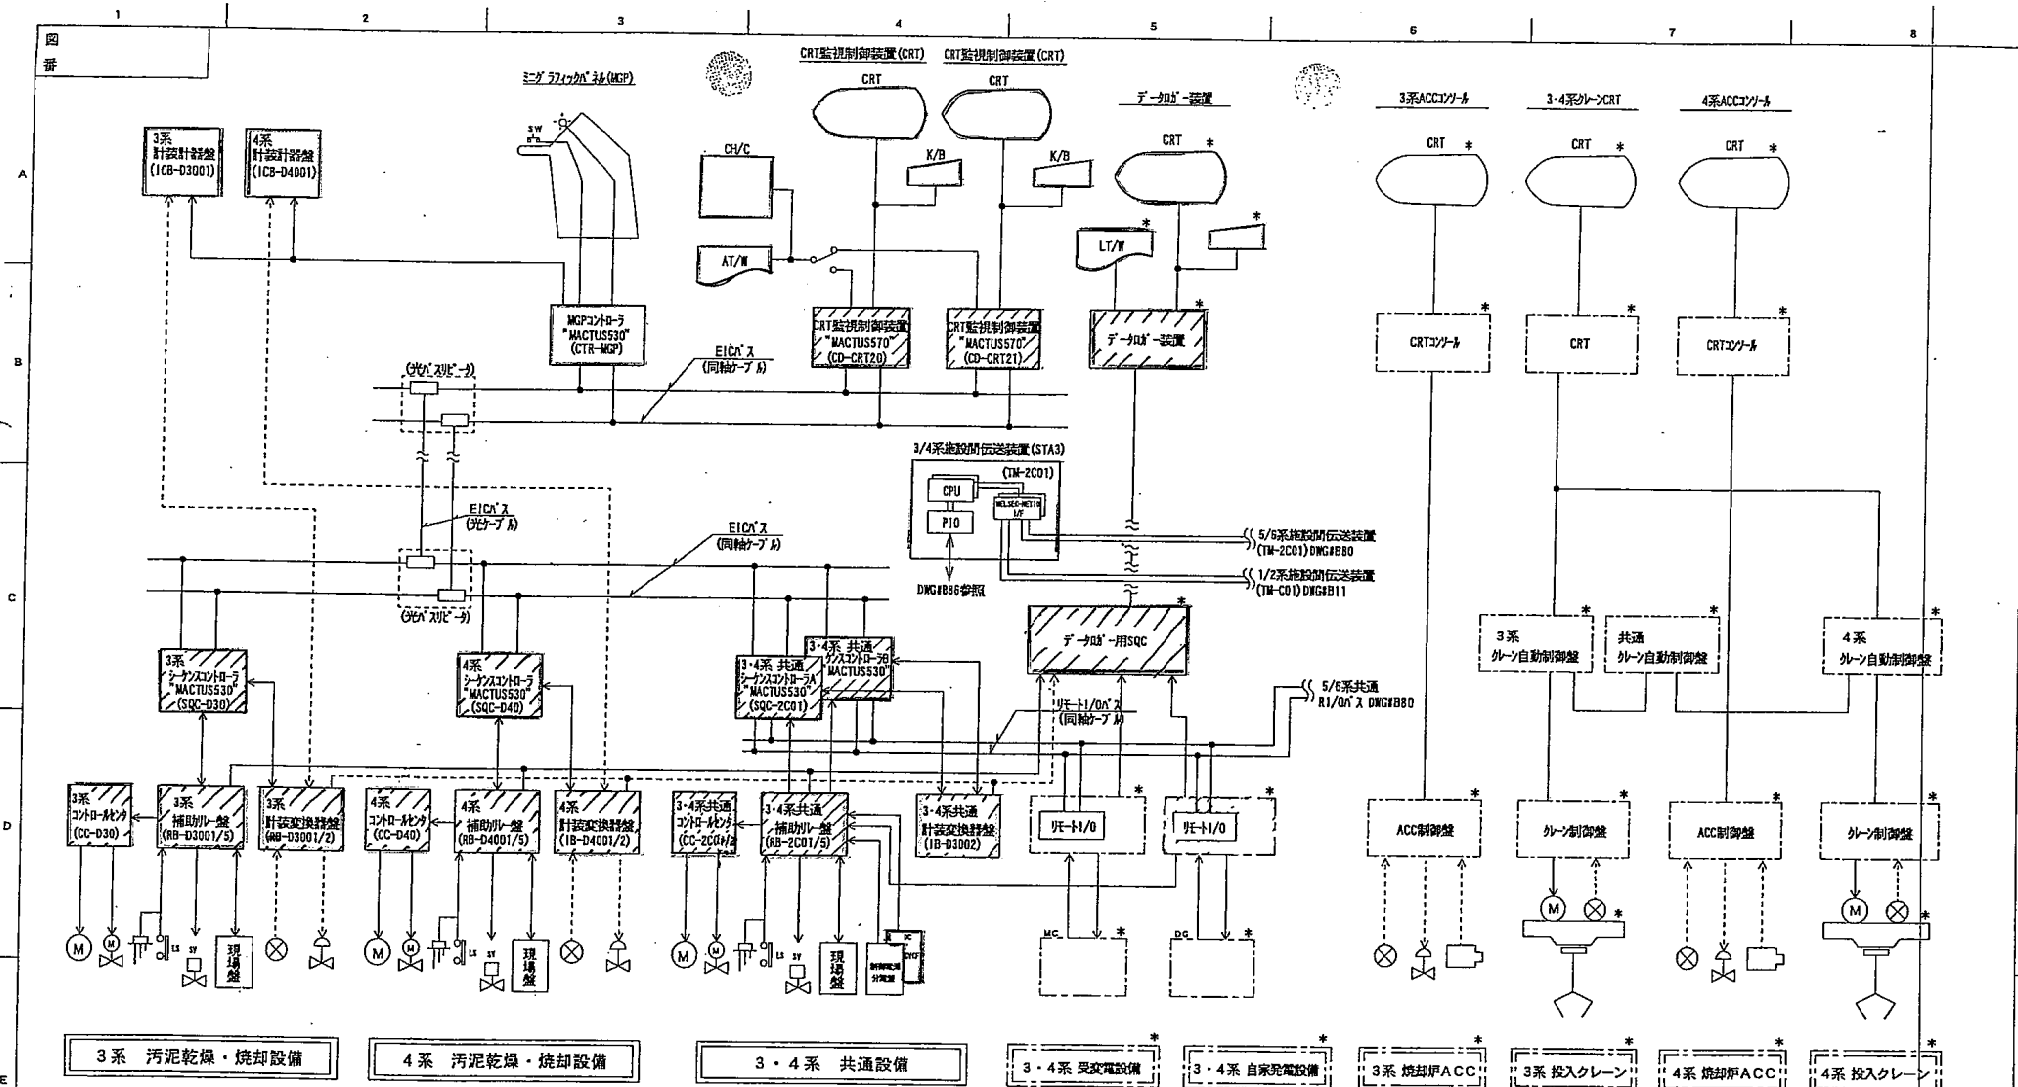 1 2 3 4 5 6 7 8
図
番
A
B
C
D
E
ミニグラフィックパネル(MGP)
CRT監視制御装置(CRT)
CRT監視制御装置(CRT)
データロガー装置
3系ACCコンソール
3・4系クレーンCRT
4系ACCコンソール
CRT
CRT
CRT *
CRT *
CRT *
CRT *
3系
計装計器盤
(ICB-D3001)
4系
計装計器盤
(ICB-D4001)
SW
CH/C
K/B
K/B
AT/W
LT/W
*
*
MGPコントローラ
"MACTUS530"
(CTR-MGP)
CRT監視制御装置
"MACTUS570"
(CD-CRT20)
CRT監視制御装置
"MACTUS570"
(CD-CRT21)
*
データロガー装置
*
CRTコンソール
*
CRT
*
CRTコンソール
(光バスリピータ)
EICバス
(同軸ケーブル)
3/4系施設間伝送装置(STA3)
(TM-2C01)
CPU
MELSEC-NET10
I/F
PIO
DWG#BB6参照
5/6系施設間伝送装置
(TM-2C01)DWG#BB0
1/2系施設間伝送装置
(TM-C01)DWG#B11
EICバス
(光ケーブル)
EICバス
(同軸ケーブル)
(光バスリピータ)
*
データロガー用SQC
3系
シーケンスコントローラ
"MACTUS530"
(SQC-D30)
4系
シーケンスコントローラ
"MACTUS530"
(SQC-D40)
3・4系 共通
シーケンスコントローラA
"MACTUS530"
(SQC-2C01)
3・4系 共通
ケンスコントローラB
MACTUS530"
*
3系
クレーン自動制御盤
*
共通
クレーン自動制御盤
*
4系
クレーン自動制御盤
5/6系共通
RI/Oバス DWG#BB0
リモートI/Oバス
(同軸ケーブル)
3系
コントロールセンタ
(CC-D30)
3系
補助リレー盤
(RB-D3001/5)
3系
計装変換器盤
(RB-D3001/2)
4系
コントロールセンタ
(CC-D40)
4系
補助リレー盤
(RB-D4001/5)
4系
計装変換器盤
(IB-D4C01/2)
3・4系共通
コントロールセンタ
(CC-2C01/2
3・4系共通
補助リレー盤
(RB-2C01/5)
3・4系共通
計装変換器盤
(IB-D3D02)
*
リモートI/O
*
リモートI/O
*
ACC制御盤
*
クレーン制御盤
*
ACC制御盤
*
クレーン制御盤
M
M
LS
SV
現場盤
M
M
LS
SV
現場盤
M
M
LS
SV
現場盤
分電盤
MC *
DG *
M *
M *
3系 汚泥乾燥・焼却設備
4系 汚泥乾燥・焼却設備
3・4系 共通設備
*
3・4系 受変電設備
*
3・4系 自家発電設備
*
3系 焼却炉ACC
*
3系 投入クレーン
*
4系 焼却炉ACC
*
4系 投入クレーン